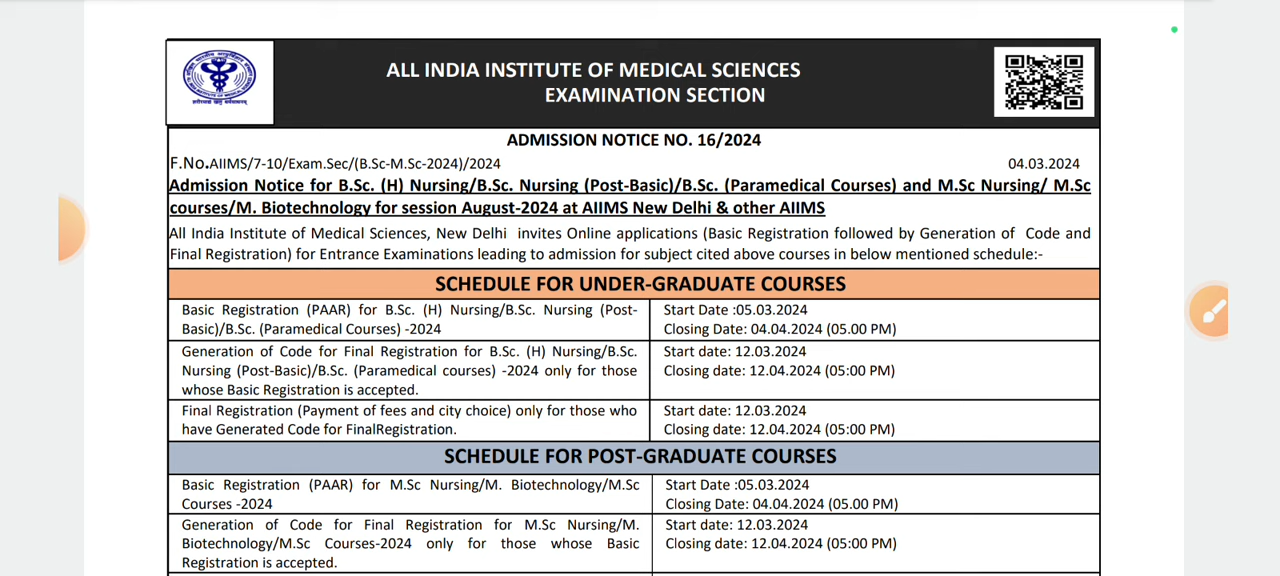 ALL INDIA INSTITUTE OF MEDICAL SCIENCES
EXAMINATION SECTION
ADMISSION NOTICE NO. 16/2024
F.No.AIIMS/7-10/Exam.Sec/(B.Sc-M.Sc-2024)/2024 04.03.2024
Admission Notice for B.Sc. (H) Nursing/B.Sc. Nursing (Post-Basic)/B.Sc. (Paramedical Courses) and M.Sc Nursing/ M.Sc
courses/M. Biotechnology for session August-2024 at AIIMS New Delhi & other AIIMS
All India Institute of Medical Sciences, New Delhi invites Online applications (Basic Registration followed by Generation of Code and
Final Registration) for Entrance Examinations leading to admission for subject cited above courses in below mentioned schedule:-
SCHEDULE FOR UNDER-GRADUATE COURSES
Basic Registration (PAAR) for B.Sc. (H) Nursing/B.Sc. Nursing (Post-
Basic)/B.Sc. (Paramedical Courses) -2024
Start Date :05.03.2024
Closing Date: 04.04.2024 (05.00 PM)
Generation of Code for Final Registration for B.Sc. (H) Nursing/B.Sc.
Nursing (Post-Basic)/B.Sc. (Paramedical courses) -2024 only for those
whose Basic Registration is accepted.
Start date: 12.03.2024
Closing date: 12.04.2024 (05:00 PM)
Final Registration (Payment of fees and city choice) only for those who
have Generated Code for FinalRegistration.
Start date: 12.03.2024
Closing date: 12.04.2024 (05:00 PM)
SCHEDULE FOR POST-GRADUATE COURSES
Basic Registration (PAAR) for M.Sc Nursing/M. Biotechnology/M.Sc
Courses -2024
Start Date :05.03.2024
Closing Date: 04.04.2024 (05.00 PM)
Generation of Code for Final Registration for M.Sc Nursing/M.
Biotechnology/M.Sc Courses-2024 only for those whose Basic
Registration is accepted.
Start date: 12.03.2024
Closing date: 12.04.2024 (05:00 PM)